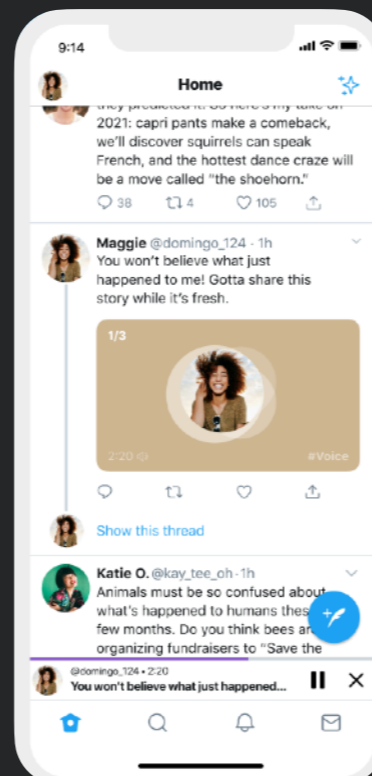 9:14
Home
they predicted it. So here's my take on
2021: capri pants make a comeback,
we'll discover squirrels can speak
French, and the hottest dance craze will
be a move called "the shoehorn."
38 4 105
Maggie @domingo_124 · 1h
You won't believe what just
happened to me! Gotta share this
story while it's fresh.
1/3
2:20 #Voice
Show this thread
Katie O. @kay_tee_oh · 1h
Animals must be so confused about
what's happened to humans thes
few months. Do you think bees ar
organizing fundraisers to "Save the
@domingo_124 • 2:20
You won't believe what just happened...